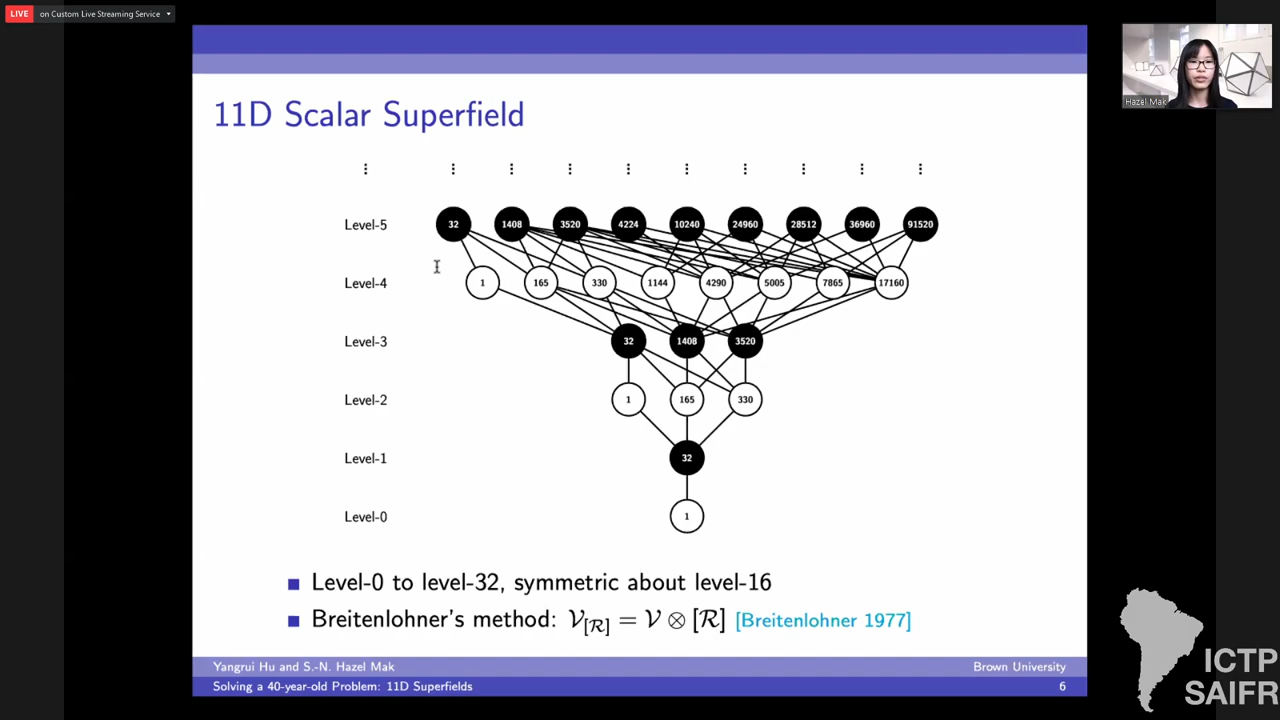 LIVE on Custom Live Streaming Service
Hazel Mak
11D Scalar Superfield
⋮ ⋮ ⋮ ⋮ ⋮ ⋮ ⋮ ⋮ ⋮ ⋮
Level-5 32 1408 3520 4224 10240 24960 28512 36960 91520
Level-4 1 165 330 1144 4290 5005 7865 17160
Level-3 32 1408 3520
Level-2 1 165 330
Level-1 32
Level-0 1
Level-0 to level-32, symmetric about level-16
Breitenlohner's method: 𝒱[ℛ] = 𝒱 ⊗ [ℛ] [Breitenlohner 1977]
Yangrui Hu and S.-N. Hazel Mak Brown University
Solving a 40-year-old Problem: 11D Superfields 6
ICTP
SAIFR